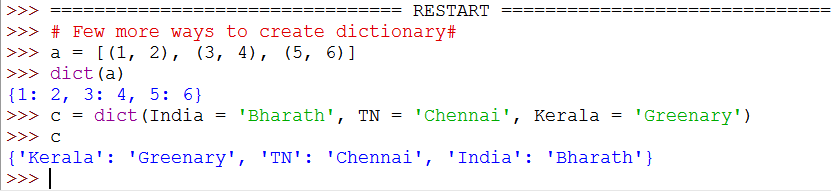 >>> ================================ RESTART ================================
>>> # Few more ways to create dictionary#
>>> a = [(1, 2), (3, 4), (5, 6)]
>>> dict(a)
{1: 2, 3: 4, 5: 6}
>>> c = dict(India = 'Bharath', TN = 'Chennai', Kerala = 'Greenary')
>>> c
{'Kerala': 'Greenary', 'TN': 'Chennai', 'India': 'Bharath'}
>>>